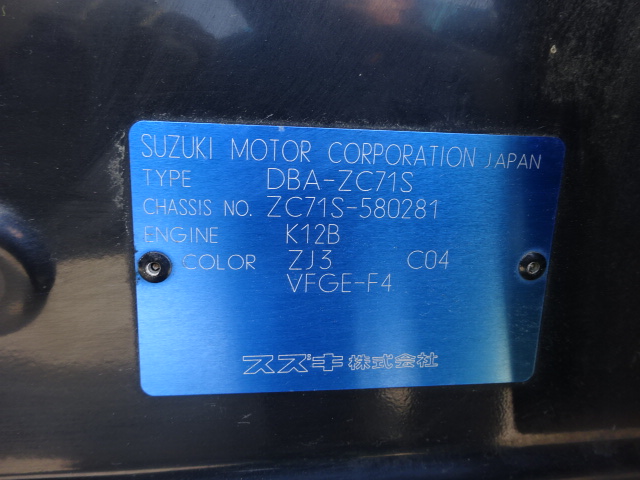 SUZUKI MOTOR CORPORATION JAPAN
TYPE DBA-ZC71S
CHASSIS NO. ZC71S-580281
ENGINE K12B
COLOR ZJ3 C04
VFGE-F4
スズキ株式会社